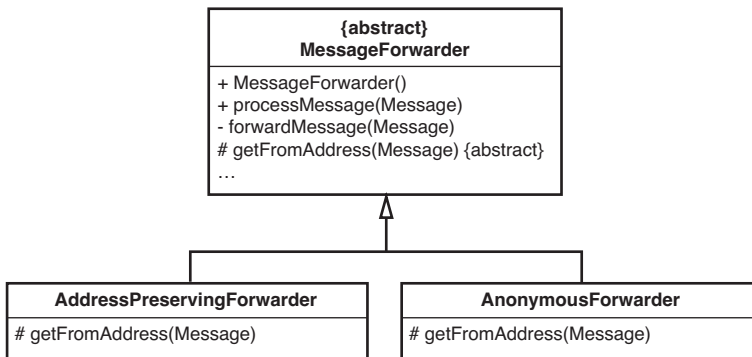 {abstract}
MessageForwarder
+ MessageForwarder()
+ processMessage(Message)
- forwardMessage(Message)
# getFromAddress(Message) {abstract}
…
AddressPreservingForwarder
# getFromAddress(Message)
AnonymousForwarder
# getFromAddress(Message)